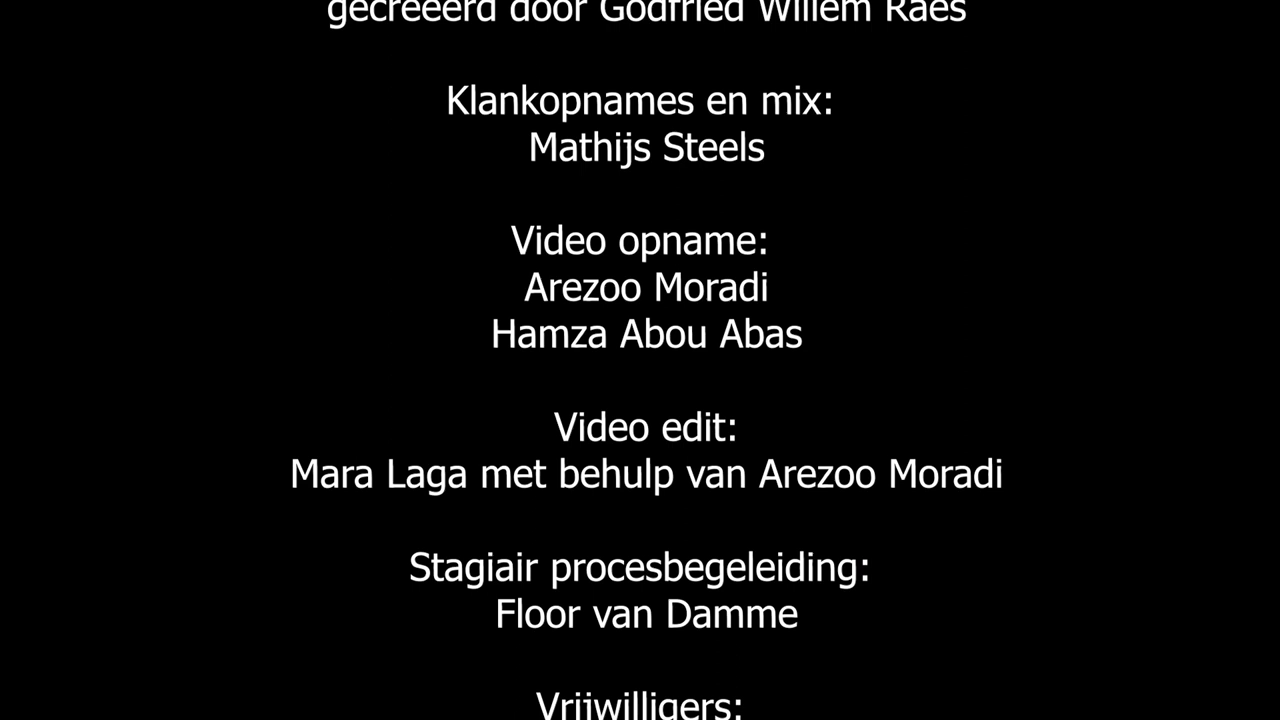 gecreëerd door Godfried Willem Raes
Klankopnames en mix:
Mathijs Steels
Video opname:
Arezoo Moradi
Hamza Abou Abas
Video edit:
Mara Laga met behulp van Arezoo Moradi
Stagiair procesbegeleiding:
Floor van Damme
Vrijwilligers: